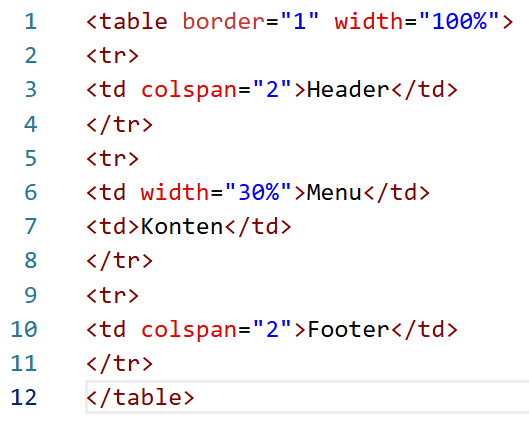 1 <table border="1" width="100%">
2 <tr>
3 <td colspan="2">Header</td>
4 </tr>
5 <tr>
6 <td width="30%">Menu</td>
7 <td>Konten</td>
8 </tr>
9 <tr>
10 <td colspan="2">Footer</td>
11 </tr>
12 </table>